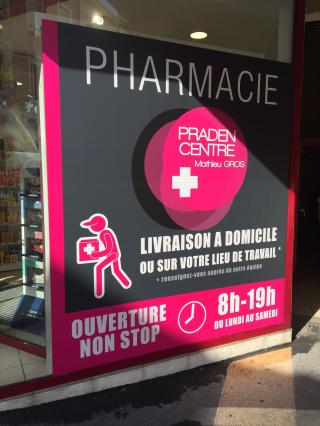 PHARMACIE
PRADEN
CENTRE
Mathieu GROS
LIVRAISON A DOMICILE
OU SUR VOTRE LIEU DE TRAVAIL*
* renseignez-vous auprès de notre équipe
OUVERTURE
NON STOP
8h-19h
DU LUNDI AU SAMEDI